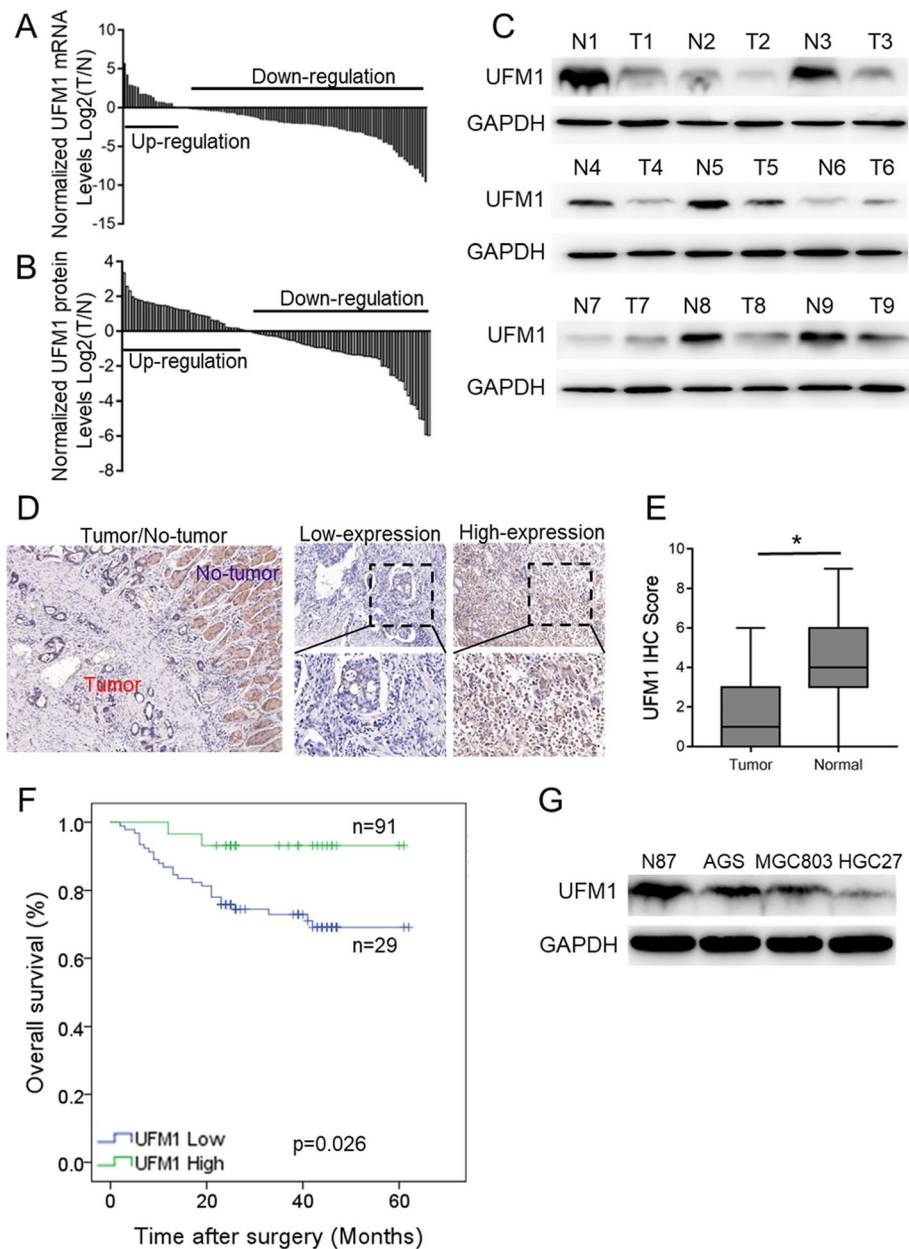 A
Normalized UFM1 mRNA
Levels Log2(T/N)
10
5
0
-5
-10
-15
Down-regulation
Up-regulation
B
Normalized UFM1 protein
Levels Log2(T/N)
4
2
0
-2
-4
-6
-8
Down-regulation
Up-regulation
C
N1 T1 N2 T2 N3 T3
UFM1
GAPDH
N4 T4 N5 T5 N6 T6
UFM1
GAPDH
N7 T7 N8 T8 N9 T9
UFM1
GAPDH
D
Tumor/No-tumor
No-tumor
Tumor
Low-expression
High-expression
E
UFM1 IHC Score
10
8
6
4
2
0
*
Tumor Normal
F
Overall survival (%)
1.0
0.8
0.6
0.4
0.2
0.0
n=91
n=29
UFM1 Low
UFM1 High
p=0.026
0 20 40 60
Time after surgery (Months)
G
N87 AGS MGC803 HGC27
UFM1
GAPDH